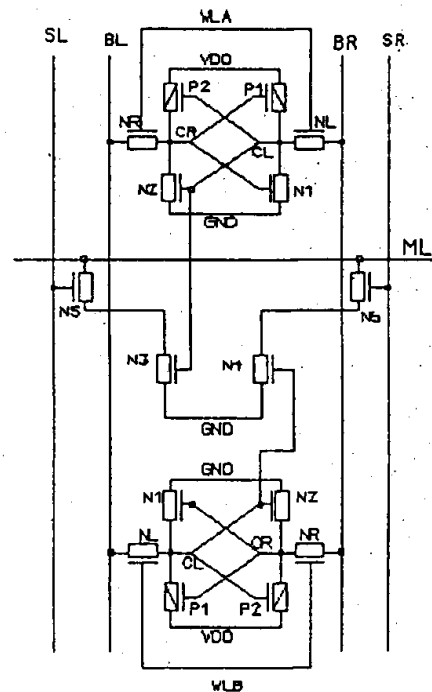 WLA
SL BL BR SR
VDD
P2 P1
NR NL
CR CL
N2 N1
GND
ML
N5 N6
N3 N4
GND
GND
N1 N2
NL NR
CL CR
P1 P2
VDD
WLB